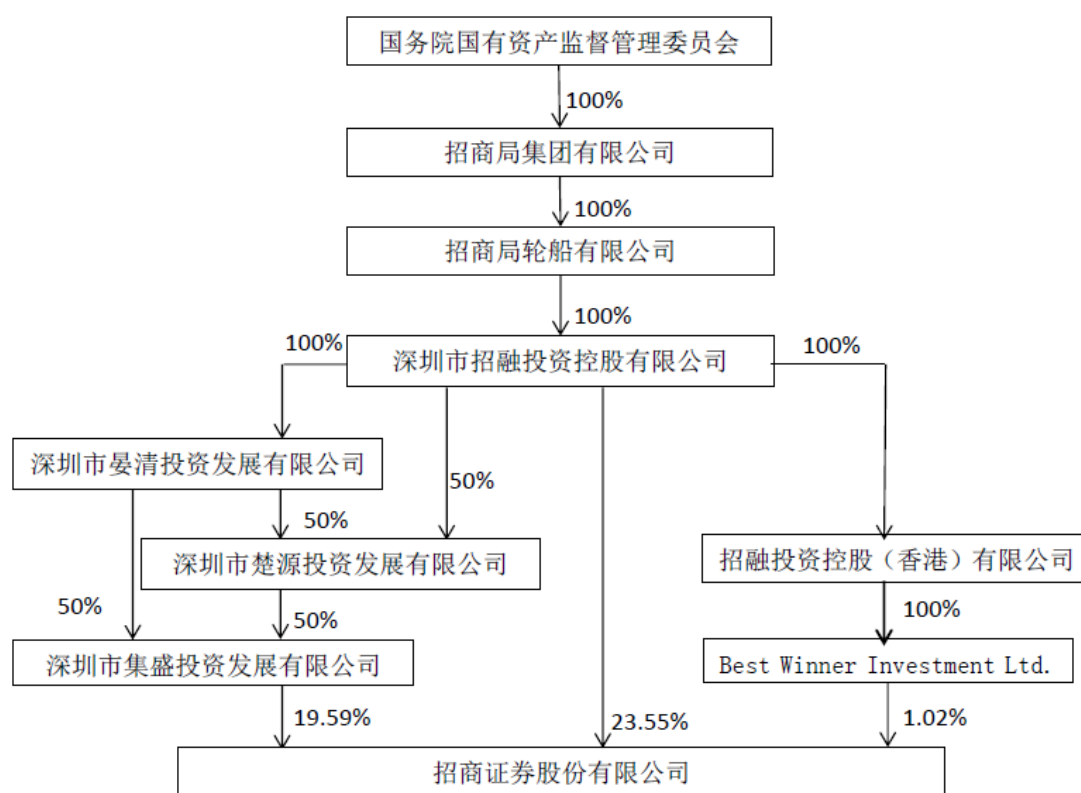 国务院国有资产监督管理委员会
100%
招商局集团有限公司
100%
招商局轮船有限公司
100%
100%
深圳市招融投资控股有限公司
100%
深圳市晏清投资发展有限公司
50%
50%
深圳市楚源投资发展有限公司
招融投资控股（香港）有限公司
50%
50%
100%
深圳市集盛投资发展有限公司
Best Winner Investment Ltd.
19.59%
23.55%
1.02%
招商证券股份有限公司